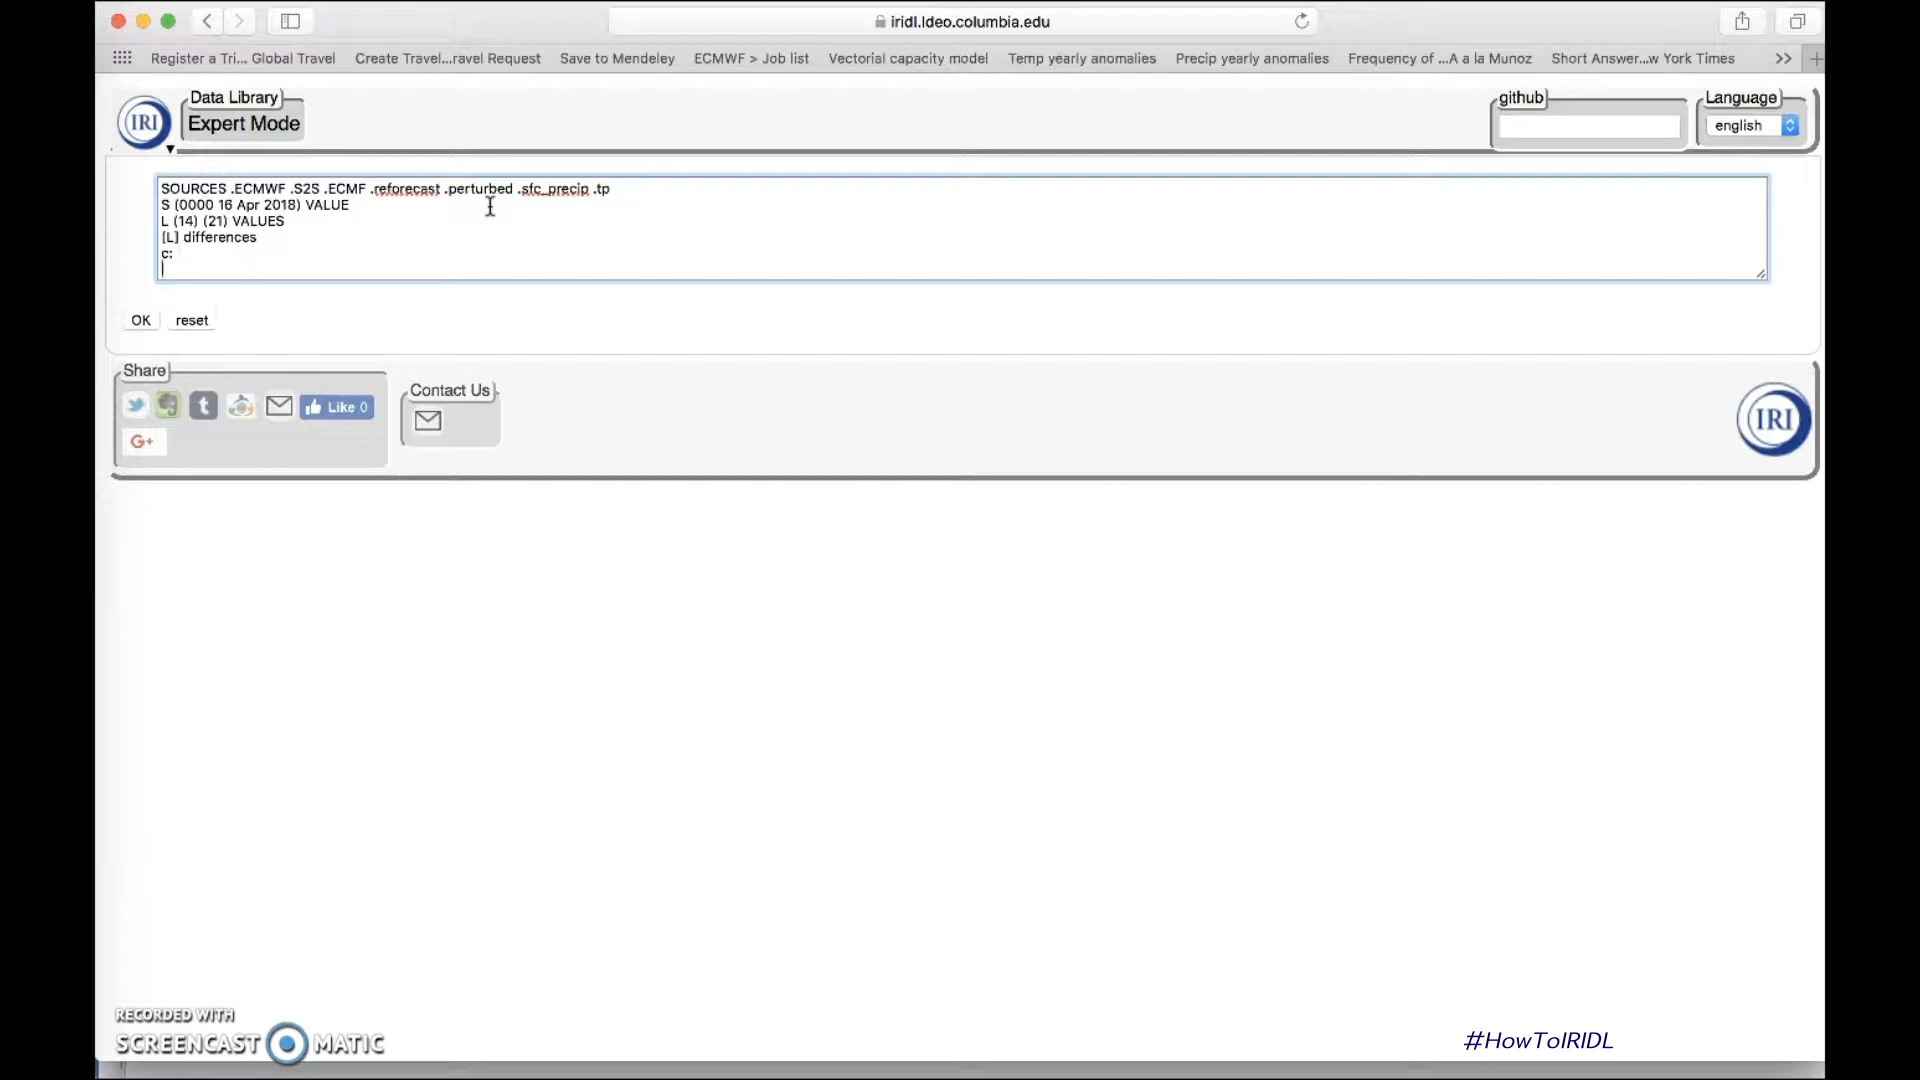 iridl.ldeo.columbia.edu
Register a Tri... Global Travel Create Travel...ravel Request Save to Mendeley ECMWF > Job list Vectorial capacity model Temp yearly anomalies Precip yearly anomalies Frequency of ...A a la Munoz Short Answer...w York Times >>
IRI
Data Library
Expert Mode
github
Language
english
SOURCES .ECMWF .S2S .ECMF .reforecast .perturbed .sfc_precip .tp
S (0000 16 Apr 2018) VALUE
L (14) (21) VALUES
[L] differences
c:
OK reset
Share
t
Like 0
G+
Contact Us
IRI
RECORDED WITH
SCREENCAST MATIC
#HowToIRIDL